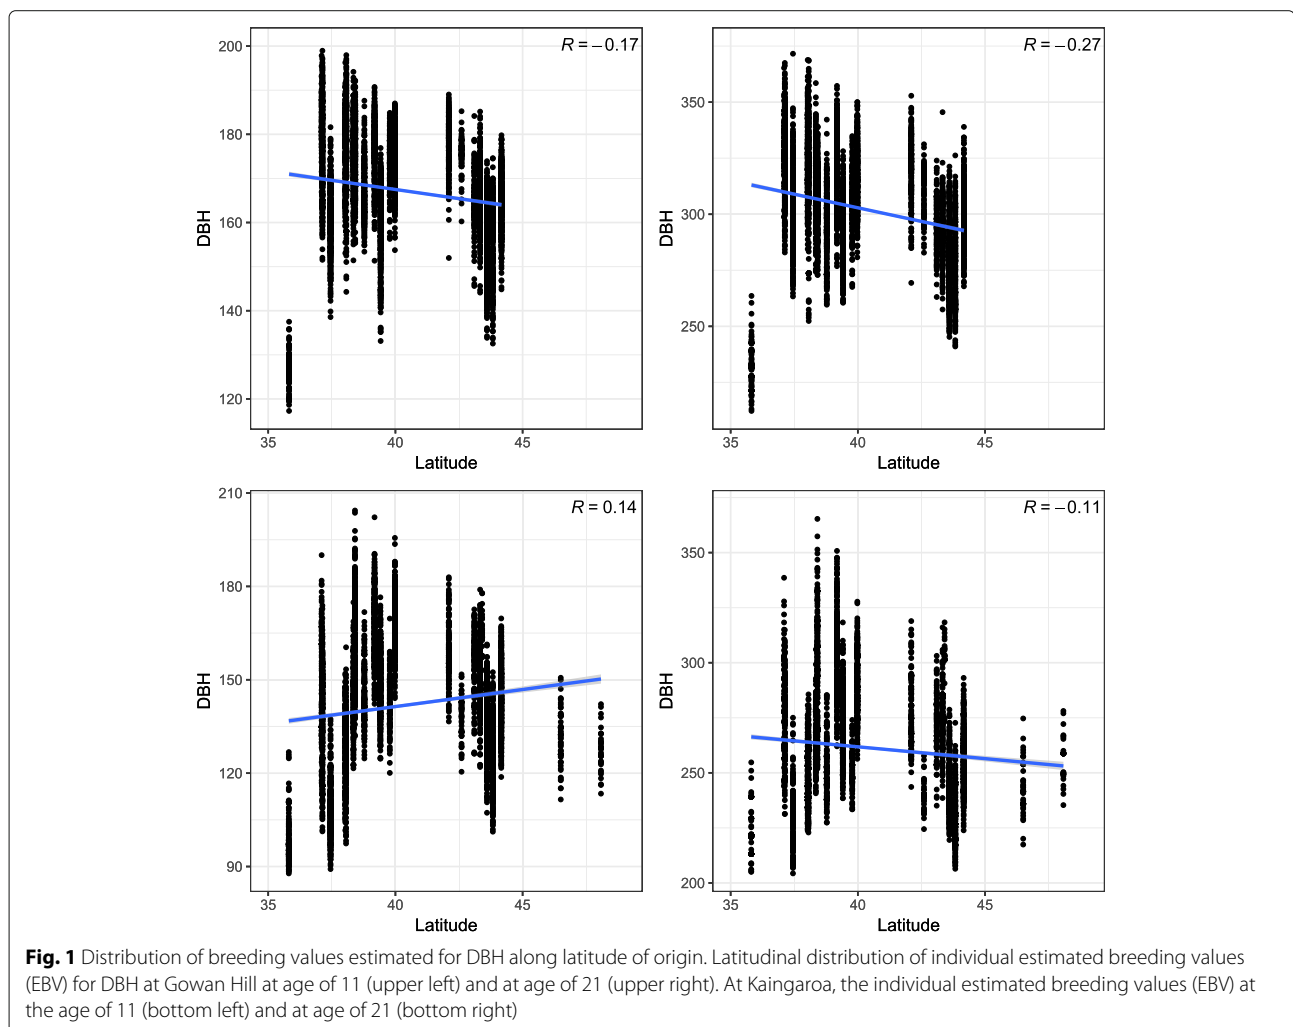 R = −0.17
200
180
160
140
120
DBH
35 40 45
Latitude
R = −0.27
350
300
250
DBH
35 40 45
Latitude
R = 0.14
210
180
150
120
90
DBH
35 40 45
Latitude
R = −0.11
350
300
250
200
DBH
35 40 45
Latitude
Fig. 1 Distribution of breeding values estimated for DBH along latitude of origin. Latitudinal distribution of individual estimated breeding values
(EBV) for DBH at Gowan Hill at age of 11 (upper left) and at age of 21 (upper right). At Kaingaroa, the individual estimated breeding values (EBV) at
the age of 11 (bottom left) and at age of 21 (bottom right)